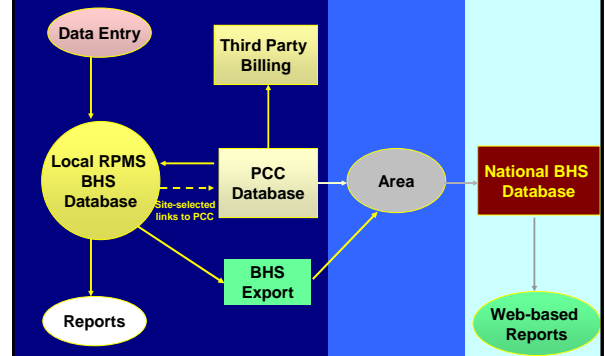 Data Entry
Third Party
Billing
Local RPMS
BHS
Database
PCC
Database
Area
National BHS
Database
Site-selected
links to PCC
BHS
Export
Reports
Web-based
Reports